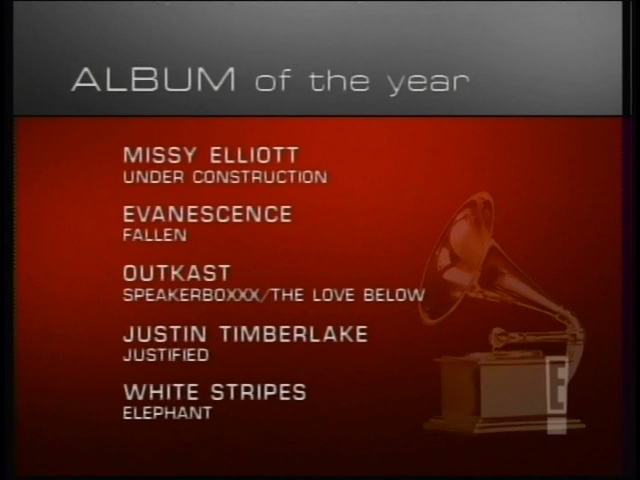 ALBUM of the year
MISSY ELLIOTT
UNDER CONSTRUCTION
EVANESCENCE
FALLEN
OUTKAST
SPEAKERBOXXX/THE LOVE BELOW
JUSTIN TIMBERLAKE
JUSTIFIED
WHITE STRIPES
ELEPHANT
E